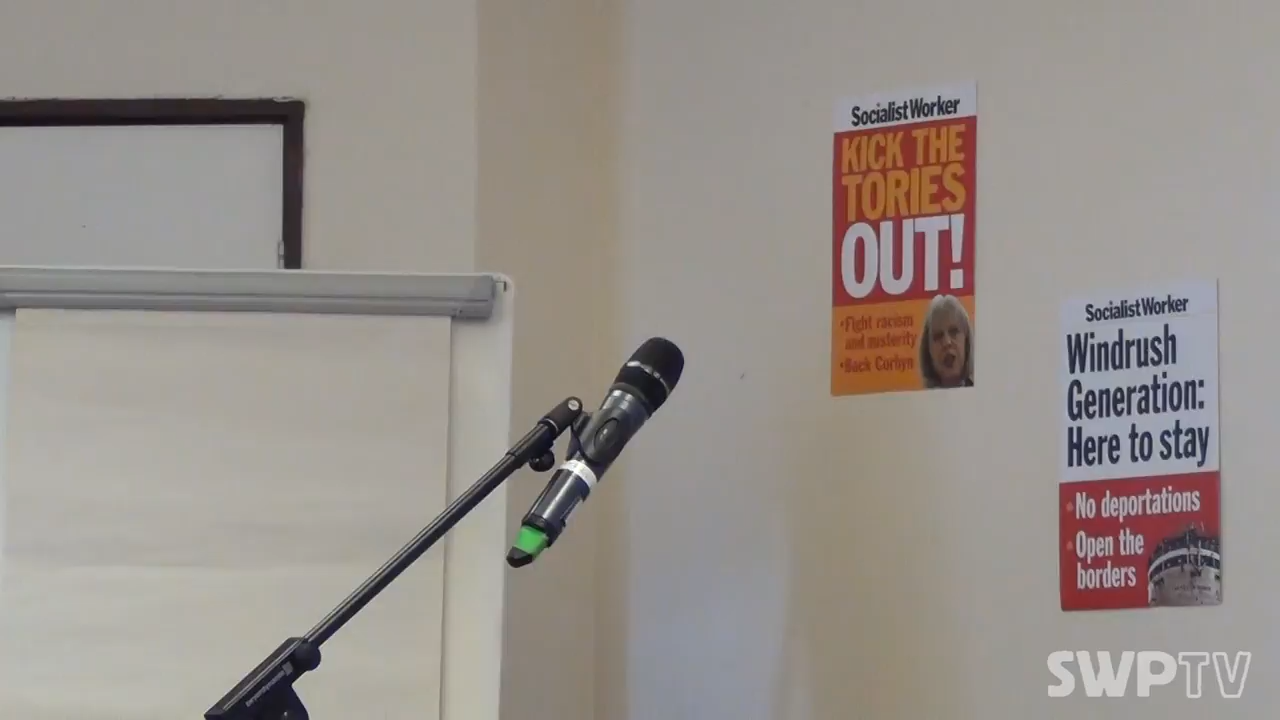 Socialist Worker
KICK THE
TORIES
OUT!
•Fight racism
and austerity
•Back Corbyn
Socialist Worker
Windrush
Generation:
Here to stay
• No deportations
• Open the
borders
SWPTV